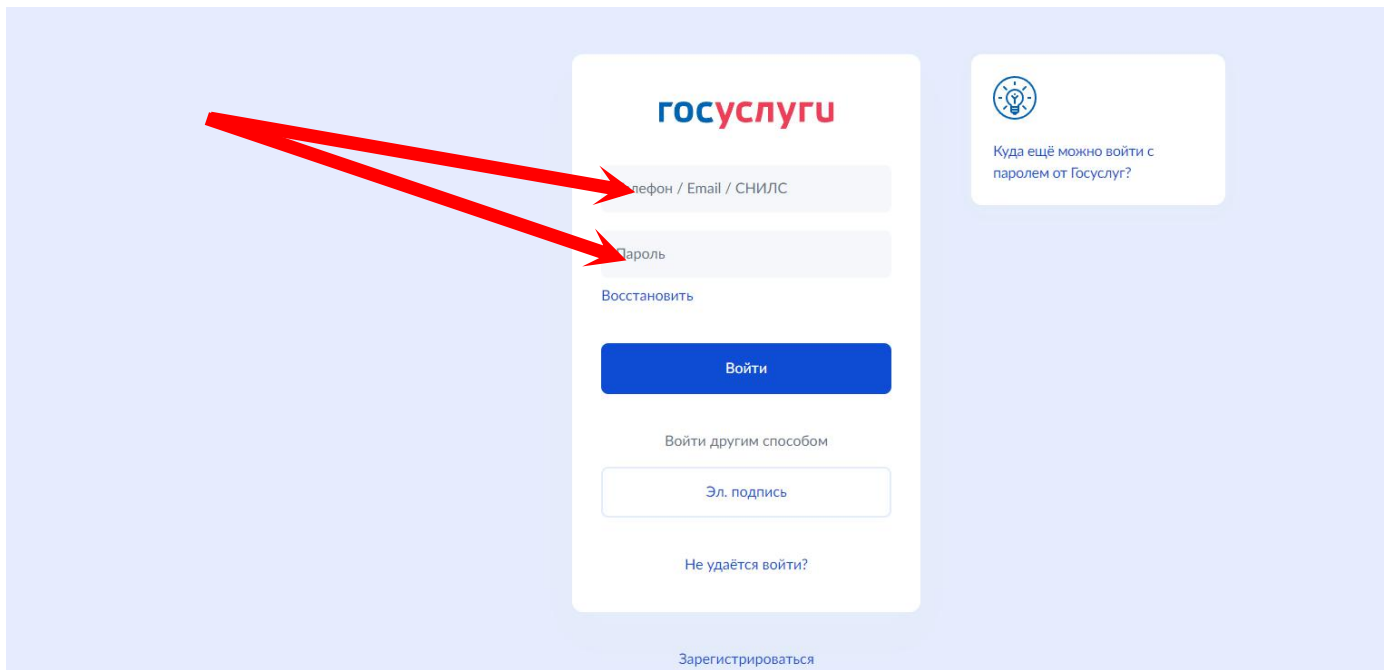 госуслуги
лефон / Email / СНИЛС
Пароль
Восстановить
Войти
Войти другим способом
Эл. подпись
Не удаётся войти?
Зарегистрироваться
Куда ещё можно войти с
паролем от Госуслуг?